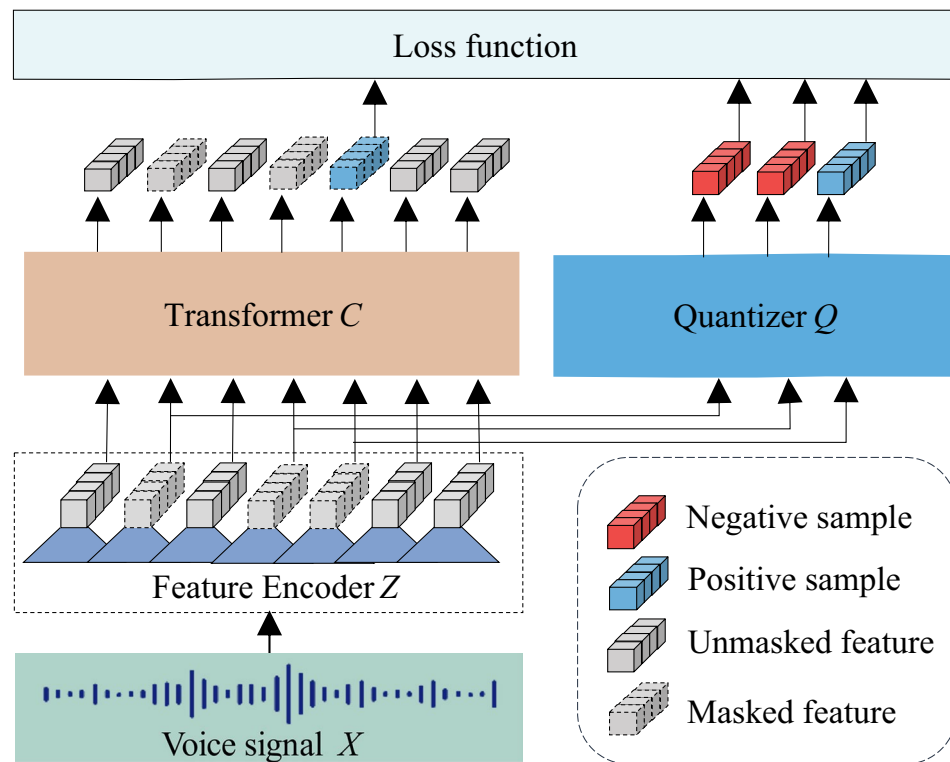 Loss function
Transformer C
Quantizer Q
Feature Encoder Z
Voice signal X
Negative sample
Positive sample
Unmasked feature
Masked feature